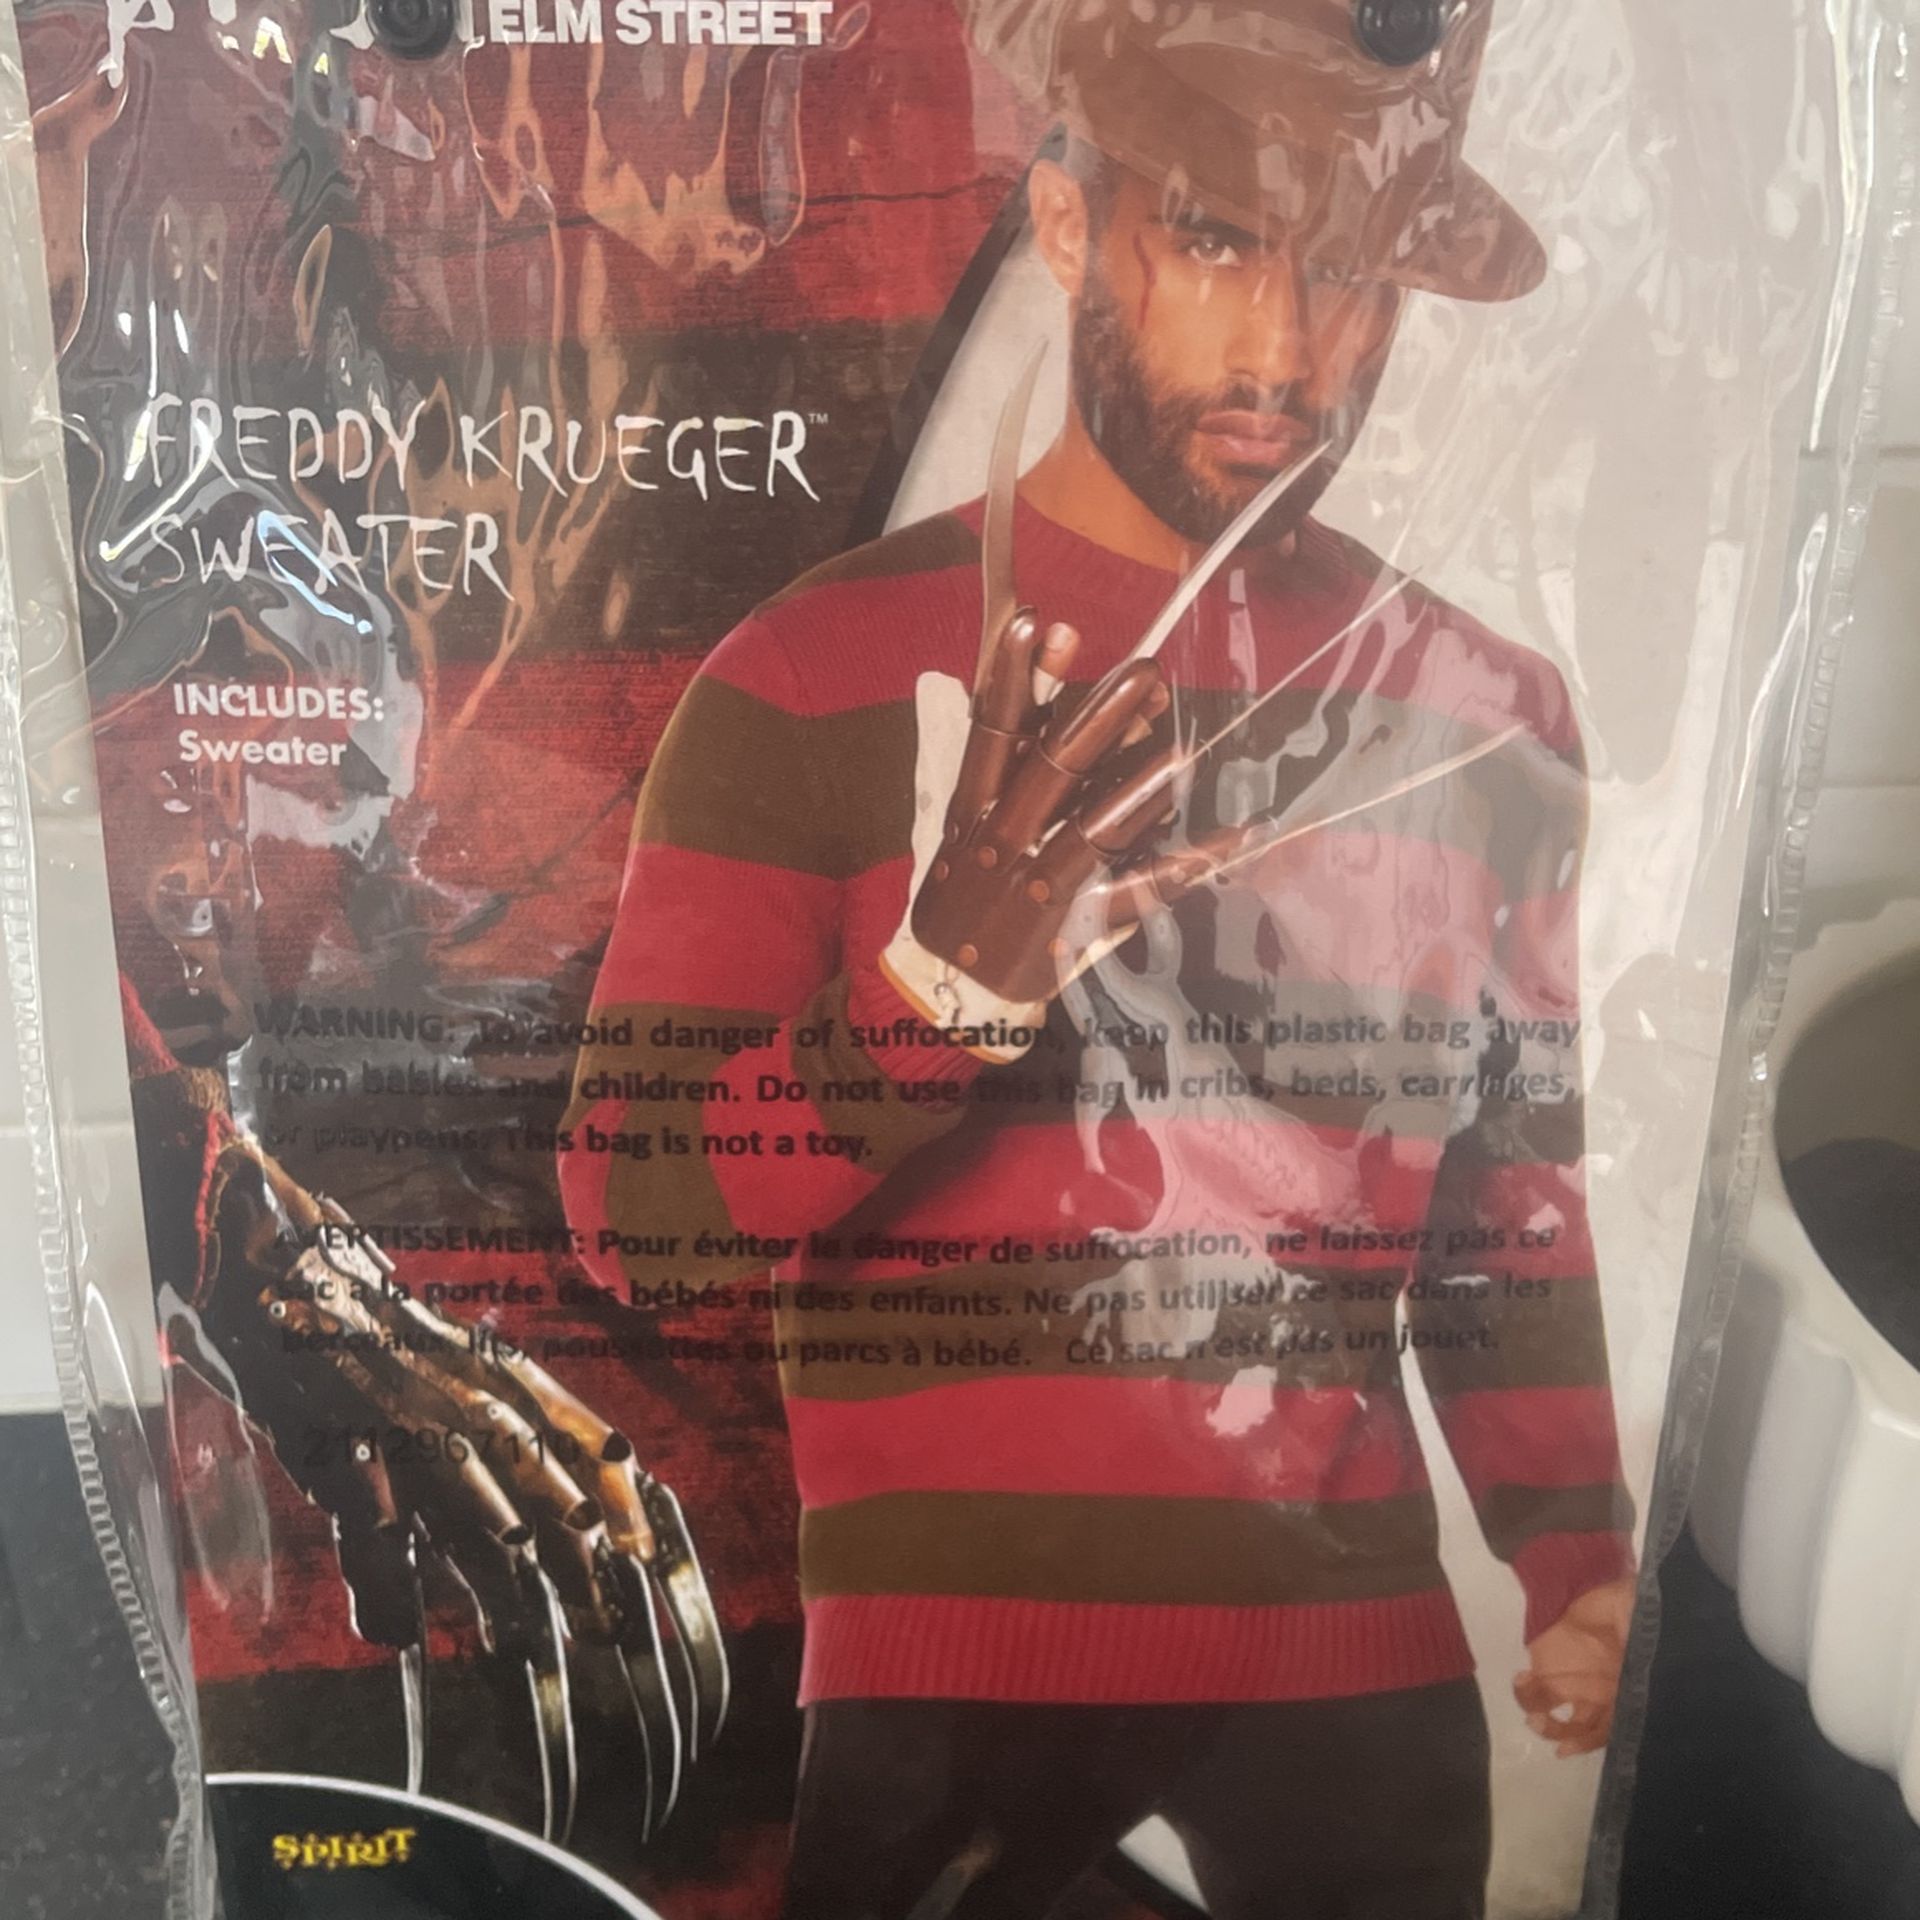 ELM STREET
FREDDY KRUEGER™
SWEATER
INCLUDES:
Sweater
WARNING: To avoid danger of suffocation, keep this plastic bag away
from babies and children. Do not use this bag in cribs, beds, carriages,
or playpens. This bag is not a toy.
AVERTISSEMENT: Pour éviter le danger de suffocation, ne laissez pas ce
sac à la portée des bébés ni des enfants. Ne pas utiliser ce sac dans les
berceaux, lits, poussettes ou parcs à bébé. Ce sac n'est pas un jouet.
SPIRIT